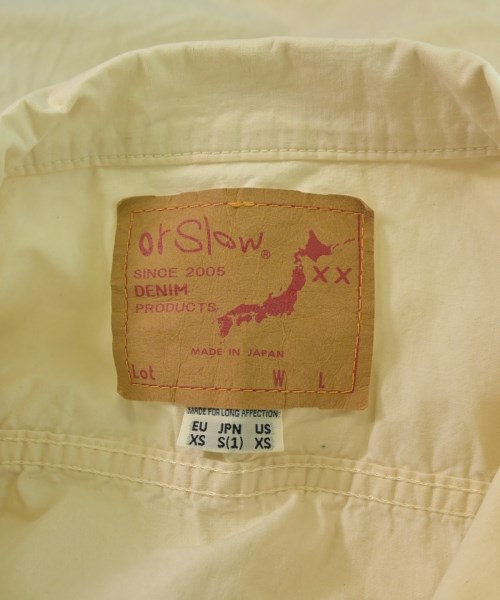 orSlow®
SINCE 2005
XX
DENIM
PRODUCTS
MADE IN JAPAN
Lot W L
MADE FOR LONG AFFECTION
EU JPN US
XS S(1) XS